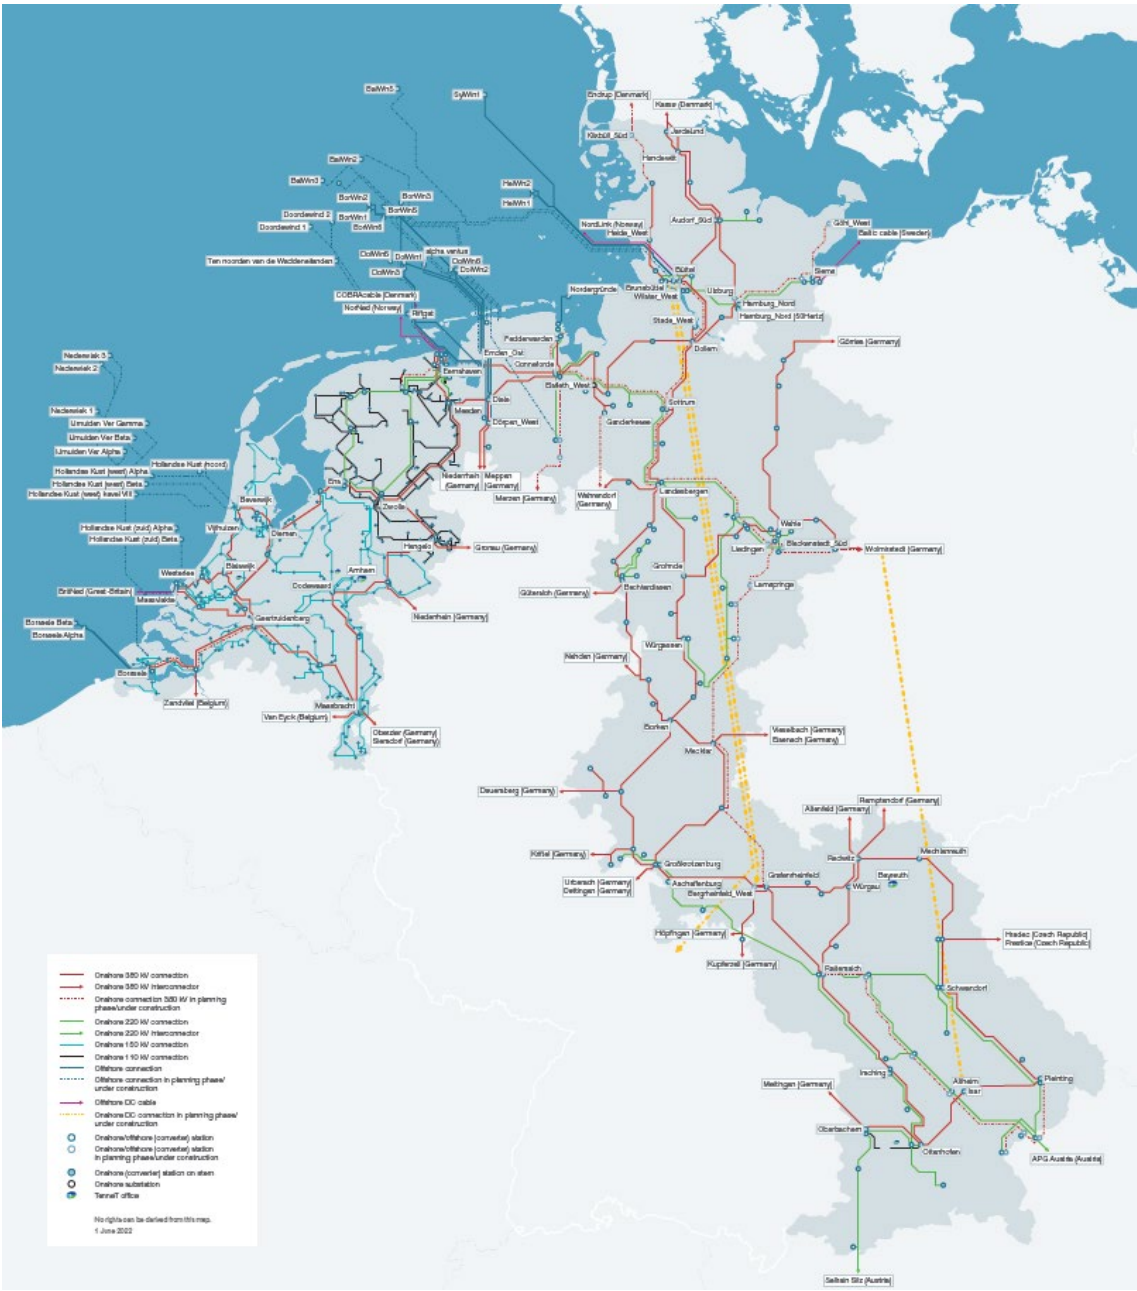 BalWin3
SylWin1
Endrup (Denmark)
Kasso (Denmark)
Klixbüll_Süd
Jardelund
Handewitt
BalWin2
BalWin3
HelWin2
HelWin1
BorWin2
BorWin3
BorWin1
BorWin5
BorWin6
Doordewind 2
Doordewind 1
NordLink (Norway)
Heide_West
Audorf_Süd
Göhl_West
Baltic cable (Sweden)
Ten noorden van de Waddeneilanden
DolWin5
DolWin1
alpha ventus
DolWin6
DolWin3
DolWin2
Büttel
Brunsbüttel
Wilster_West
Siems
Nordergründe
Utzburg
Hamburg_Nord
Hamburg_Nord (50Hertz)
COBRAcable (Denmark)
NorNed (Norway)
Riffgat
Stade_West
Fedderwarden
Dollern
Görries (Germany)
Emden_Ost
Conneforde
Nederwiek 3
Nederwiek 2
Eemshaven
Elsfleth_West
Diele
Sottrum
Nederwiek 1
IJmuiden Ver Gamma
IJmuiden Ver Beta
IJmuiden Ver Alpha
Meeden
Dörpen_West
Ganderkesee
Hollandse Kust (noord)
Hollandse Kust (west) Alpha
Hollandse Kust (west) Beta
Hollandse Kust (west) kavel VIII
Niederrhein (Germany)
Meppen (Germany)
Merzen (Germany)
Wehrendorf (Germany)
Landesbergen
Ens
Zwolle
Beverwijk
Vijfhuizen
Diemen
Hollandse Kust (zuid) Alpha
Hollandse Kust (zuid) Beta
Hengelo
Gronau (Germany)
Wahle
Bleckenstedt_Süd
Liedingen
Wolmirstedt (Germany)
Bleiswijk
Arnhem
Westerlee
Dodewaard
Grohnde
Lamspringe
BritNed (Great-Britain)
Maasvlakte
Bechterdissen
Gütersloh (Germany)
Niederrhein (Germany)
Borssele Beta
Borssele Alpha
Geertruidenberg
Würgassen
Nehden (Germany)
Borssele
Zandvliet (Belgium)
Maasbracht
Van Eyck (Belgium)
Oberzier (Germany)
Siersdorf (Germany)
Borken
Mecklar
Vieselbach (Germany)
Eisenach (Germany)
Dauersberg (Germany)
Altenfeld (Germany)
Remptendorf (Germany)
Kriftel (Germany)
Großkrotzenburg
Redwitz
Mechlenreuth
Urberach (Germany)
Dettingen (Germany)
Aschaffenburg
Bergrheinfeld_West
Grafenrheinfeld
Würgau
Bayreuth
Höpfingen (Germany)
Kupferzell (Germany)
Hradec (Czech Republic)
Prestice (Czech Republic)
Raitersaich
Schwandorf
Irsching
Altheim
Isar
Pleinting
Meitingen (Germany)
Oberbachern
Ottenhofen
APG Austria (Austria)
Selrain Silz (Austria)
Onshore 380 kV connection
Onshore 380 kV interconnector
Onshore connection 380 kV in planning
phase/under construction
Onshore 220 kV connection
Onshore 220 kV interconnector
Onshore 150 kV connection
Onshore 110 kV connection
Offshore connection
Offshore connection in planning phase/
under construction
Offshore DC cable
Onshore DC connection in planning phase/
under construction
Onshore/offshore (converter) station
Onshore/offshore (converter) station
in planning phase/under construction
Onshore (converter) station on stern
Onshore substation
TenneT office
No rights can be derived from this map.
1 June 2022